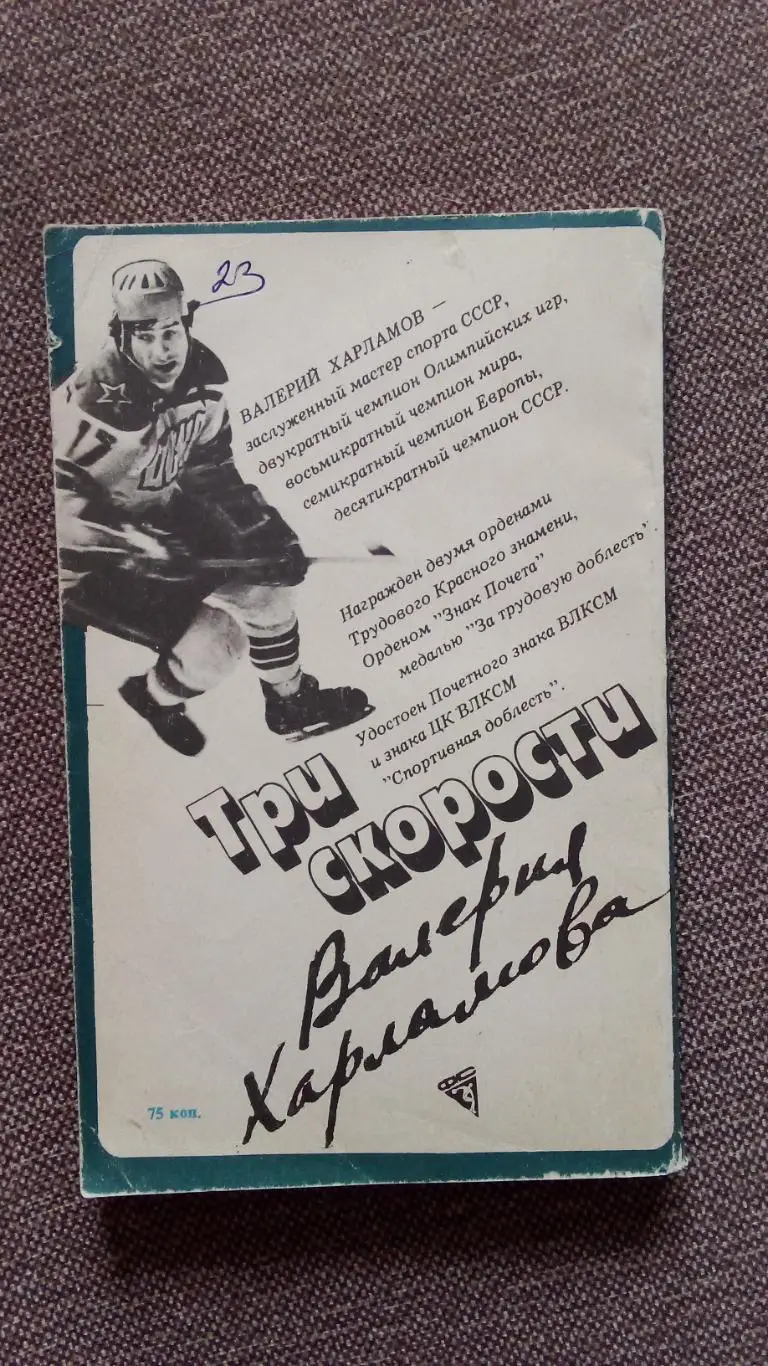 23
ВАЛЕРИЙ ХАРЛАМОВ —
заслуженный мастер спорта СССР,
двукратный чемпион Олимпийских игр,
восьмикратный чемпион мира,
семикратный чемпион Европы,
десятикратный чемпион СССР.
17
Награжден двумя орденами
Трудового Красного знамени,
Орденом "Знак Почета"
медалью "За трудовую доблесть".
Удостоен Почетного знака ВЛКСМ
и знака ЦК ВЛКСМ
"Спортивная доблесть".
Три
скорости
Валерия
Харламова
75 коп.
ФиС